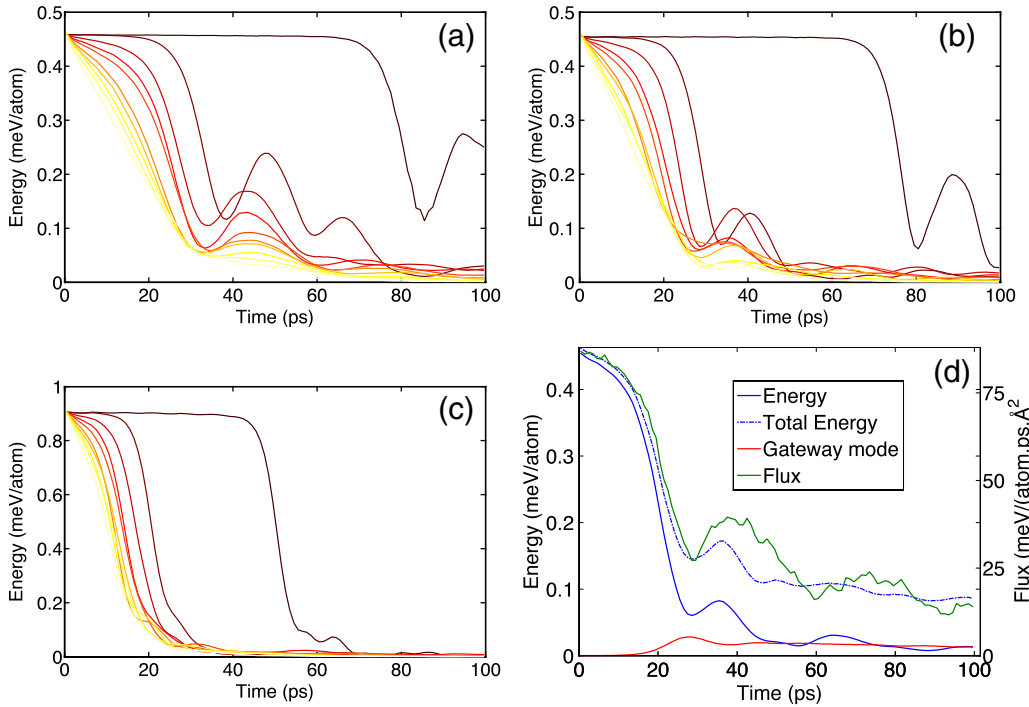 (a)
Energy (meV/atom)
0.5
0.4
0.3
0.2
0.1
0
0 20 40 60 80 100
Time (ps)
(b)
Energy (meV/atom)
0.5
0.4
0.3
0.2
0.1
0
0 20 40 60 80 100
Time (ps)
(c)
Energy (meV/atom)
1
0.8
0.6
0.4
0.2
0
0 20 40 60 80 100
Time (ps)
(d)
Energy (meV/atom)
0.4
0.3
0.2
0.1
0
Energy
Total Energy
Gateway mode
Flux
75
50
25
0
Flux (meV/(atom.ps.Å²)
0 20 40 60 80 100
Time (ps)